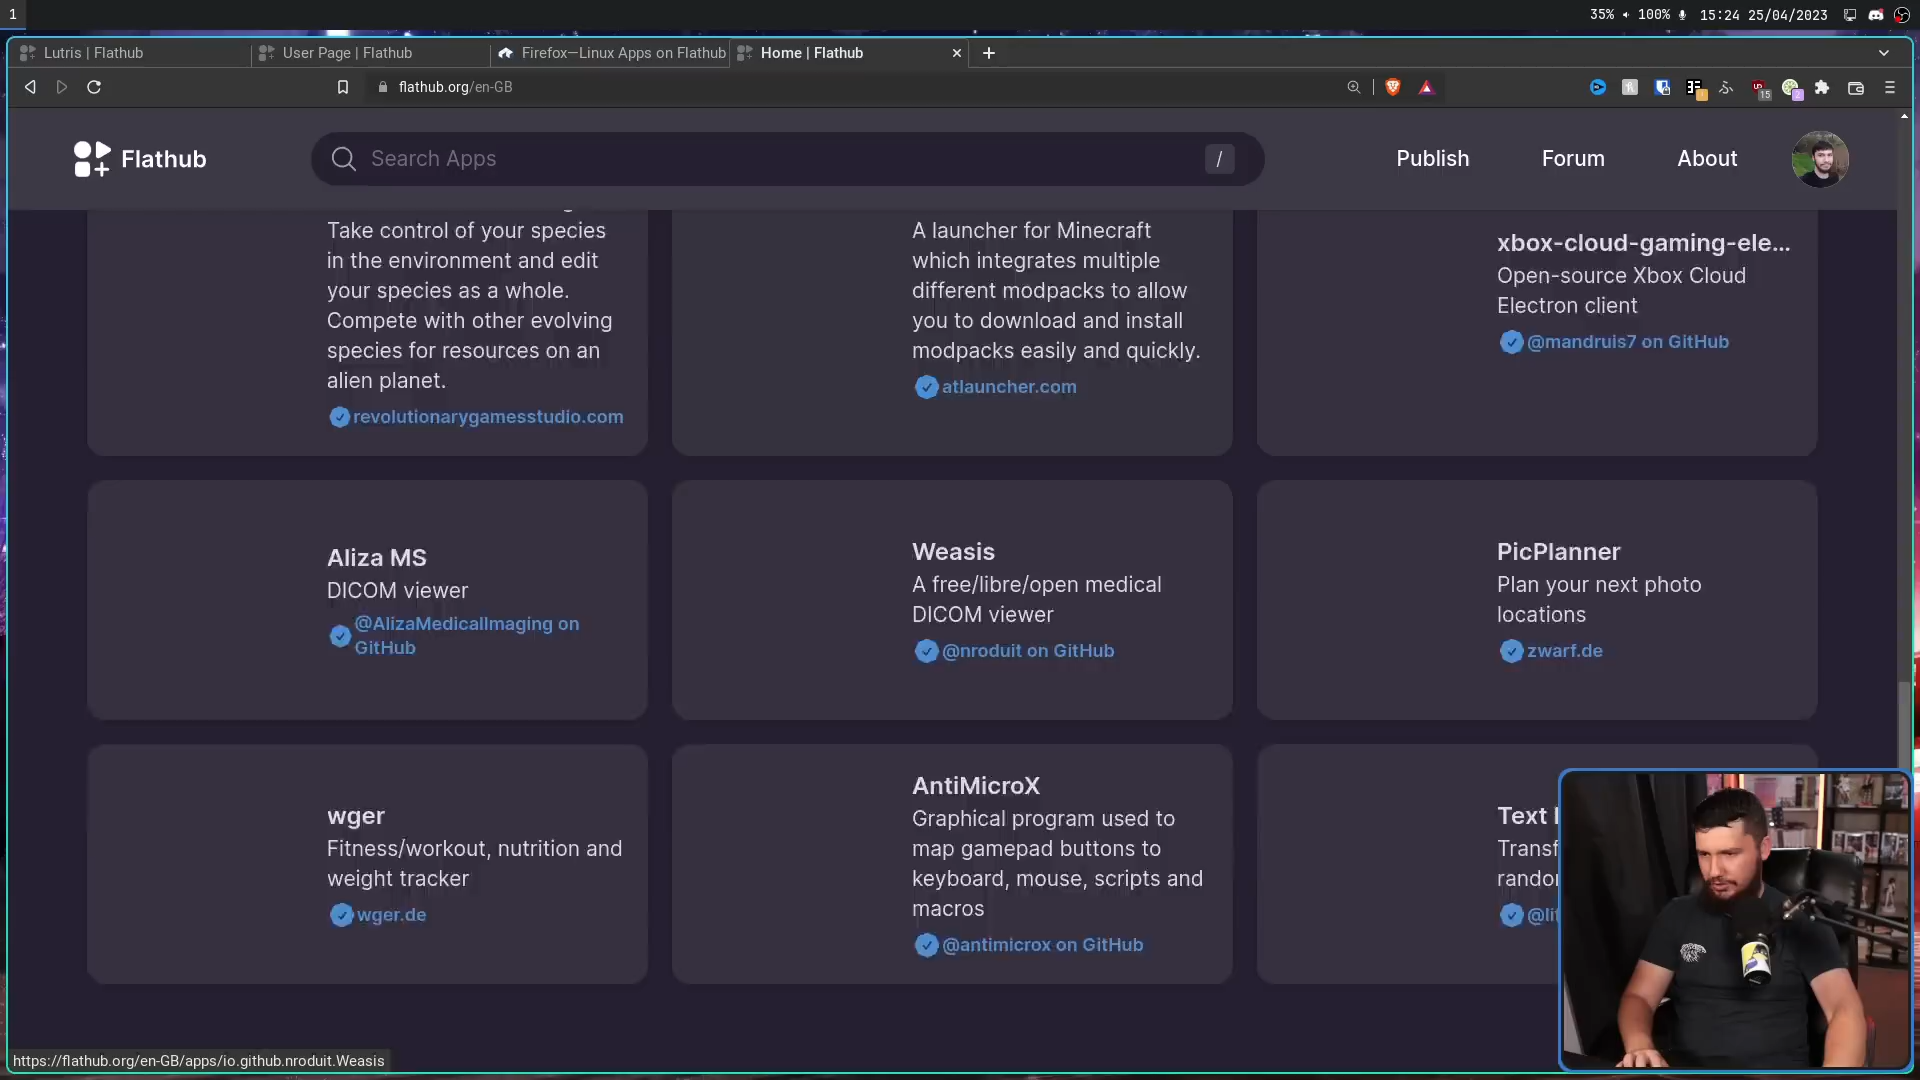 1
35%
100%
15:24 25/04/2023
Lutris | Flathub
User Page | Flathub
Firefox—Linux Apps on Flathub
Home | Flathub
flathub.org/en-GB
15
2
Flathub
Search Apps
/
Publish
Forum
About
Take control of your species
in the environment and edit
your species as a whole.
Compete with other evolving
species for resources on an
alien planet.
revolutionarygamesstudio.com
A launcher for Minecraft
which integrates multiple
different modpacks to allow
you to download and install
modpacks easily and quickly.
atlauncher.com
xbox-cloud-gaming-ele...
Open-source Xbox Cloud
Electron client
@mandruis7 on GitHub
Aliza MS
DICOM viewer
@AlizaMedicalImaging on
GitHub
Weasis
A free/libre/open medical
DICOM viewer
@nroduit on GitHub
PicPlanner
Plan your next photo
locations
zwarf.de
wger
Fitness/workout, nutrition and
weight tracker
wger.de
AntiMicroX
Graphical program used to
map gamepad buttons to
keyboard, mouse, scripts and
macros
@antimicrox on GitHub
Text
https://flathub.org/en-GB/apps/io.github.nroduit.Weasis